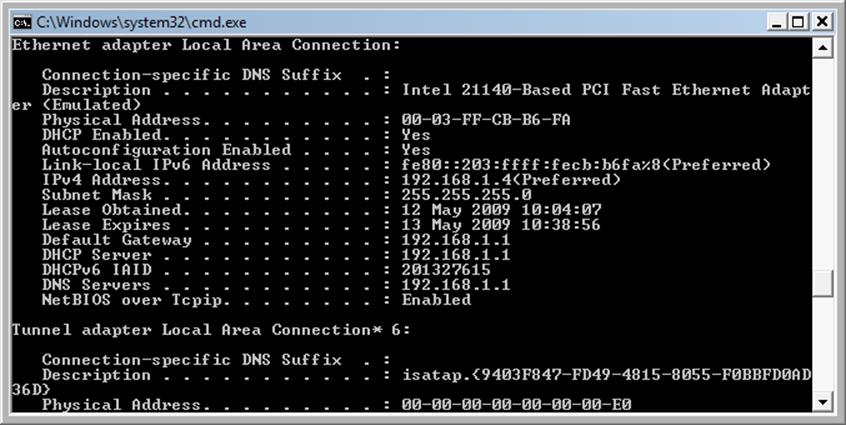 C:\Windows\system32\cmd.exe
Ethernet adapter Local Area Connection:
Connection-specific DNS Suffix . :
Description . . . . . . . . . . . : Intel 21140-Based PCI Fast Ethernet Adapt
er (Emulated)
Physical Address. . . . . . . . . : 00-03-FF-CB-B6-FA
DHCP Enabled. . . . . . . . . . . : Yes
Autoconfiguration Enabled . . . . : Yes
Link-local IPv6 Address . . . . . : fe80::203:ffff:fecb:b6fa%8(Preferred)
IPv4 Address. . . . . . . . . . . : 192.168.1.4(Preferred)
Subnet Mask . . . . . . . . . . . : 255.255.255.0
Lease Obtained. . . . . . . . . . : 12 May 2009 10:04:07
Lease Expires . . . . . . . . . . : 13 May 2009 10:38:56
Default Gateway . . . . . . . . . : 192.168.1.1
DHCP Server . . . . . . . . . . . : 192.168.1.1
DHCPv6 IAID . . . . . . . . . . . : 201327615
DNS Servers . . . . . . . . . . . : 192.168.1.1
NetBIOS over Tcpip. . . . . . . . : Enabled
Tunnel adapter Local Area Connection* 6:
Connection-specific DNS Suffix . :
Description . . . . . . . . . . . : isatap.{9403F847-FD49-4815-8055-F0BBFD0AD
36D}
Physical Address. . . . . . . . . : 00-00-00-00-00-00-00-E0